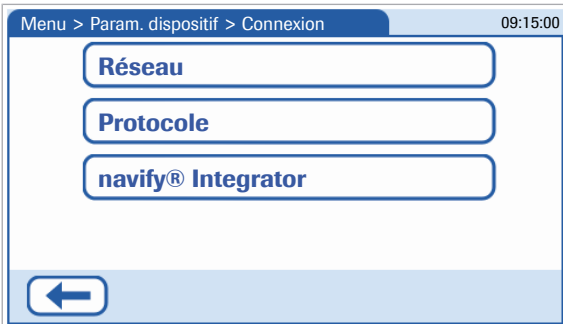 Menu > Param. dispositif > Connexion 09:15:00
Réseau
Protocole
navify® Integrator